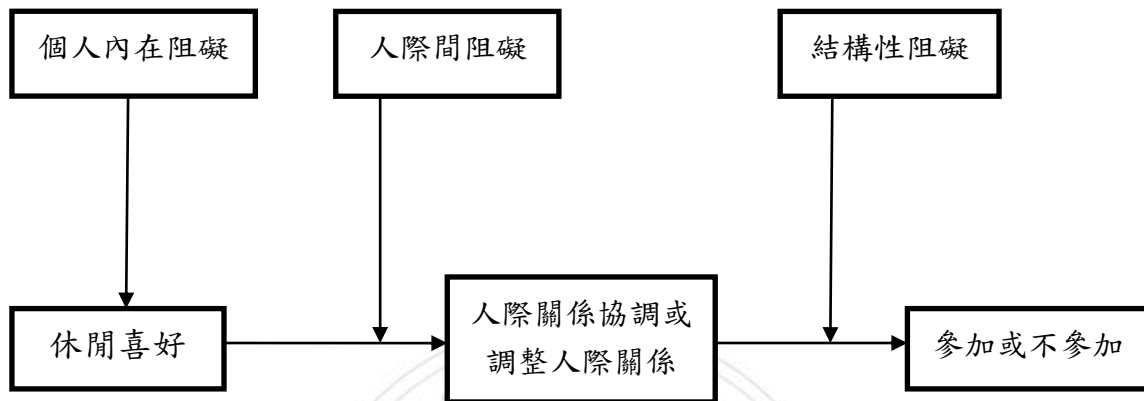 個人內在阻礙
人際間阻礙
結構性阻礙
休閒喜好
人際關係協調或
調整人際關係
參加或不參加